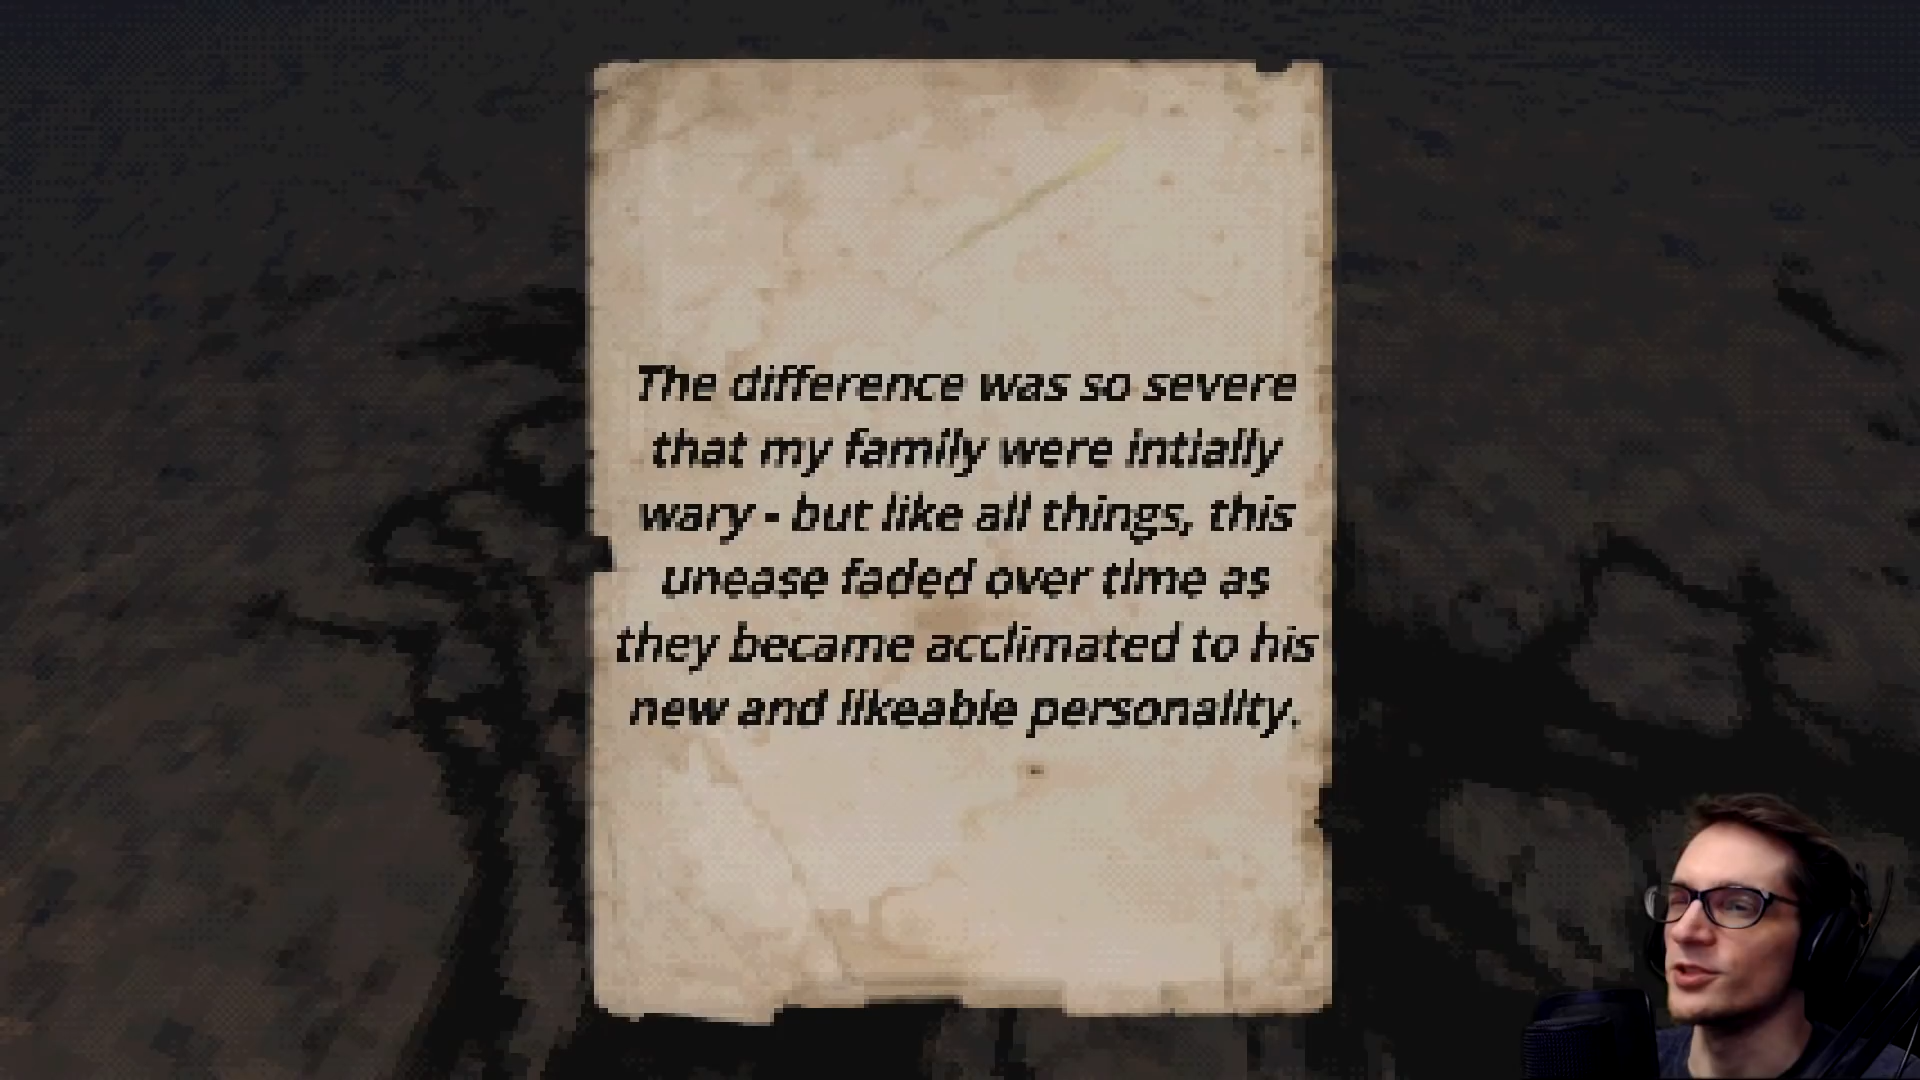 The difference was so severe
that my family were intially
wary - but like all things, this
unease faded over time as
they became acclimated to his
new and likeable personality.